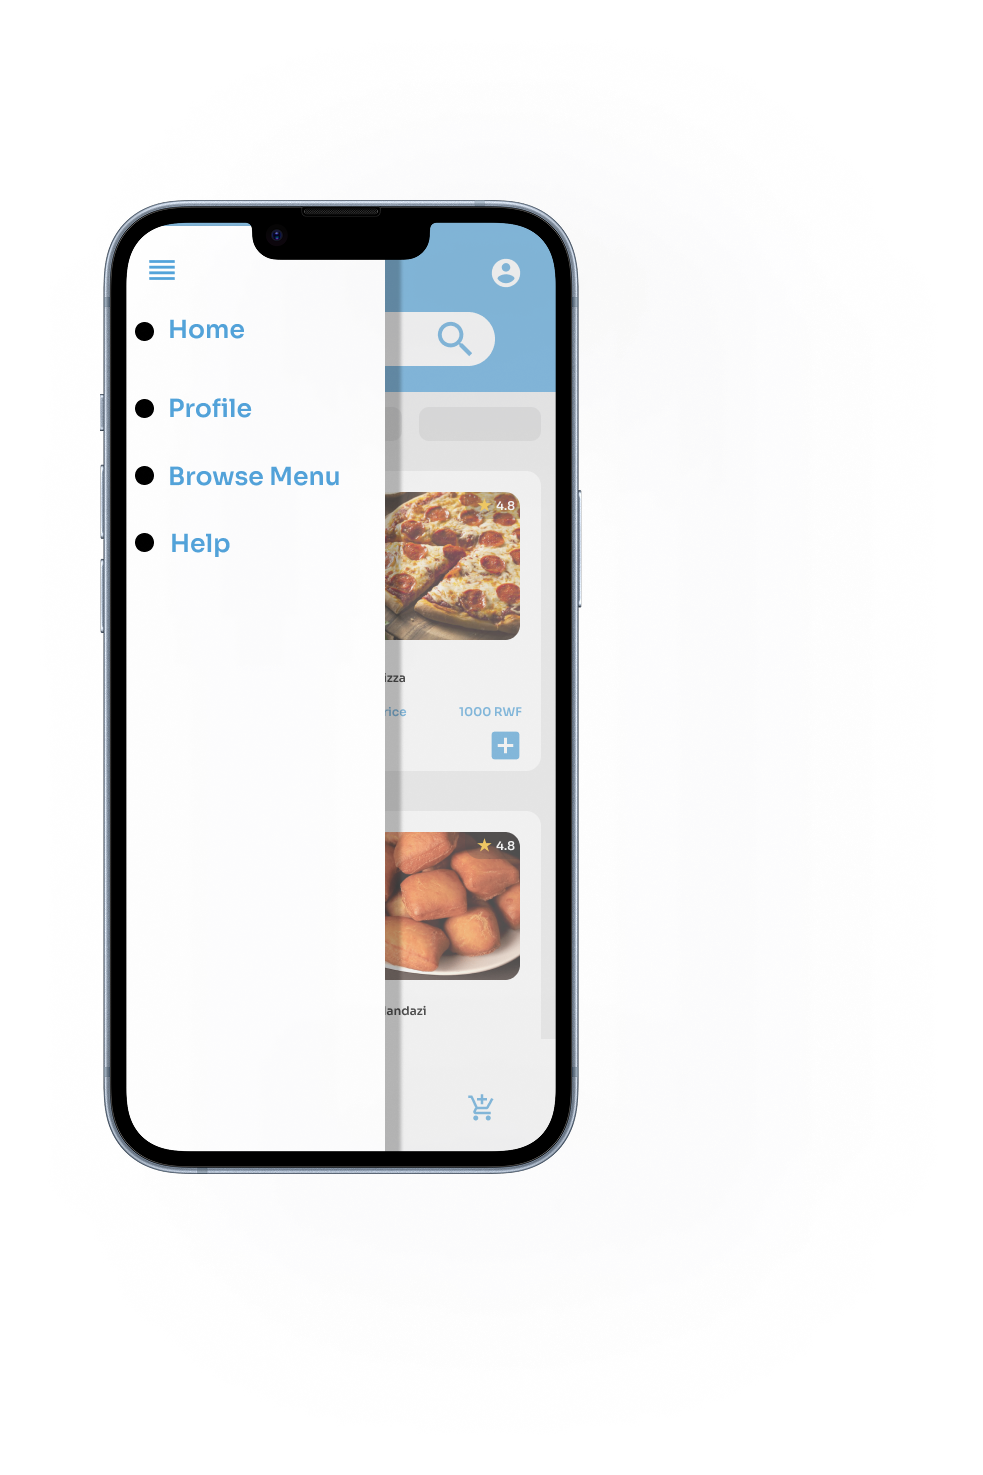 Home
Profile
Browse Menu
Help
4.8
izza
rice 1000 RWF
4.8
andazi